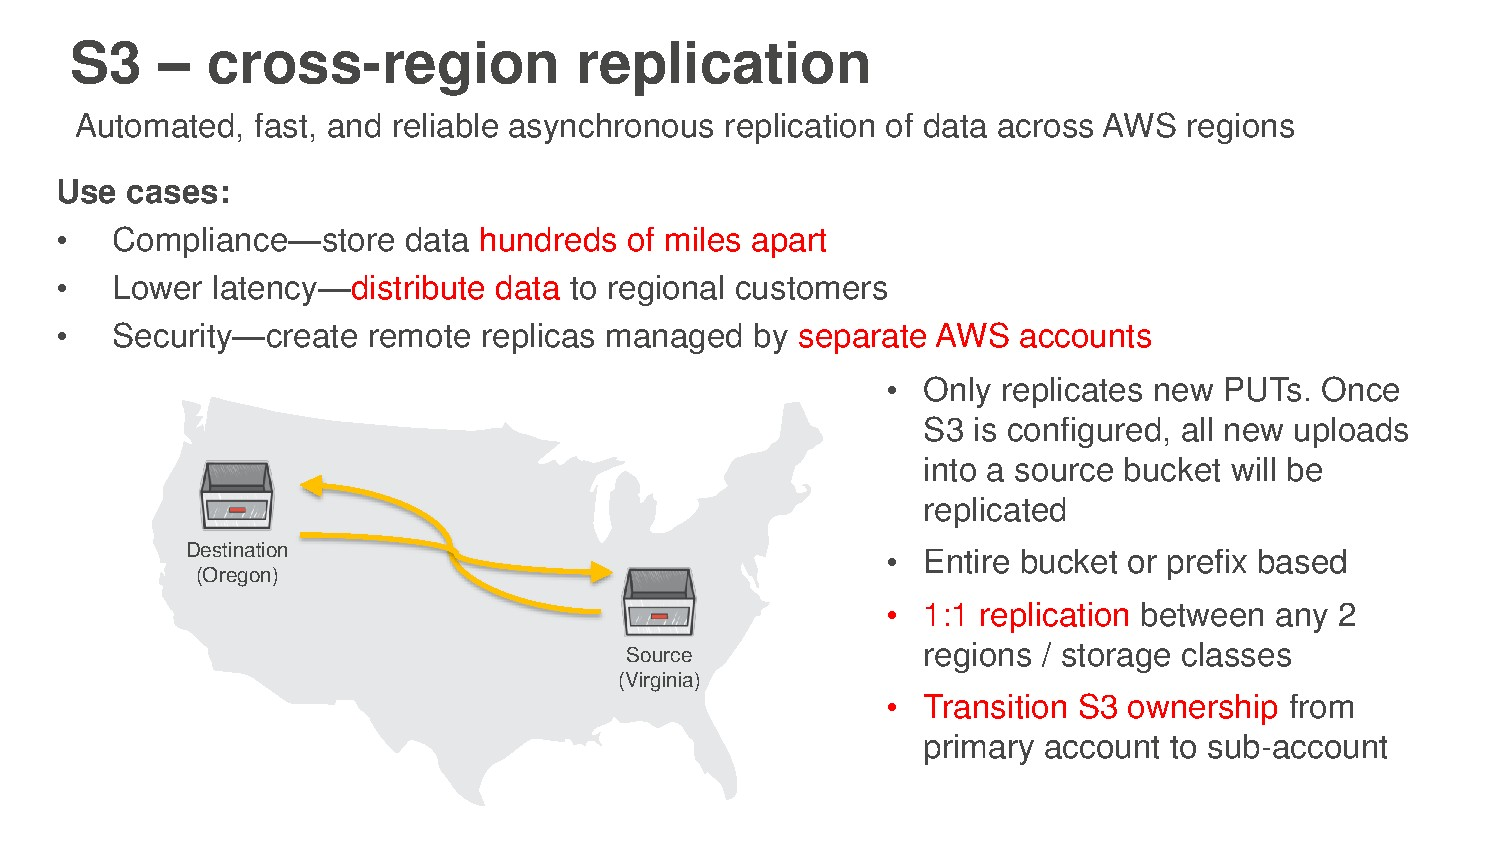 S3 – cross-region replication
Automated, fast, and reliable asynchronous replication of data across AWS regions
Use cases:
• Compliance—store data hundreds of miles apart
• Lower latency—distribute data to regional customers
• Security—create remote replicas managed by separate AWS accounts
• Only replicates new PUTs. Once
S3 is configured, all new uploads
into a source bucket will be
replicated
• Entire bucket or prefix based
• 1:1 replication between any 2
regions / storage classes
• Transition S3 ownership from
primary account to sub-account
Destination
(Oregon)
Source
(Virginia)